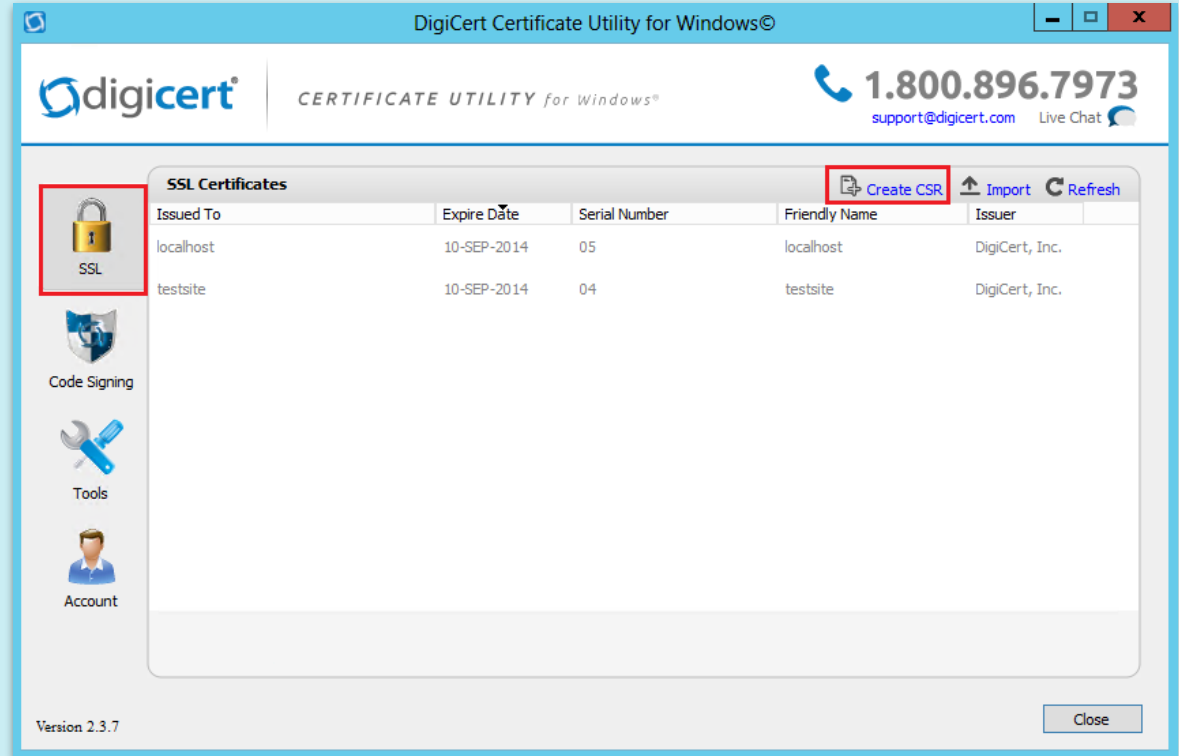 DigiCert Certificate Utility for Windows©
digicert® CERTIFICATE UTILITY for Windows® 1.800.896.7973
support@digicert.com Live Chat
SSL Certificates Create CSR Import Refresh
Issued To Expire Date Serial Number Friendly Name Issuer
localhost 10-SEP-2014 05 localhost DigiCert, Inc.
testsite 10-SEP-2014 04 testsite DigiCert, Inc.
SSL
Code Signing
Tools
Account
Version 2.3.7
Close